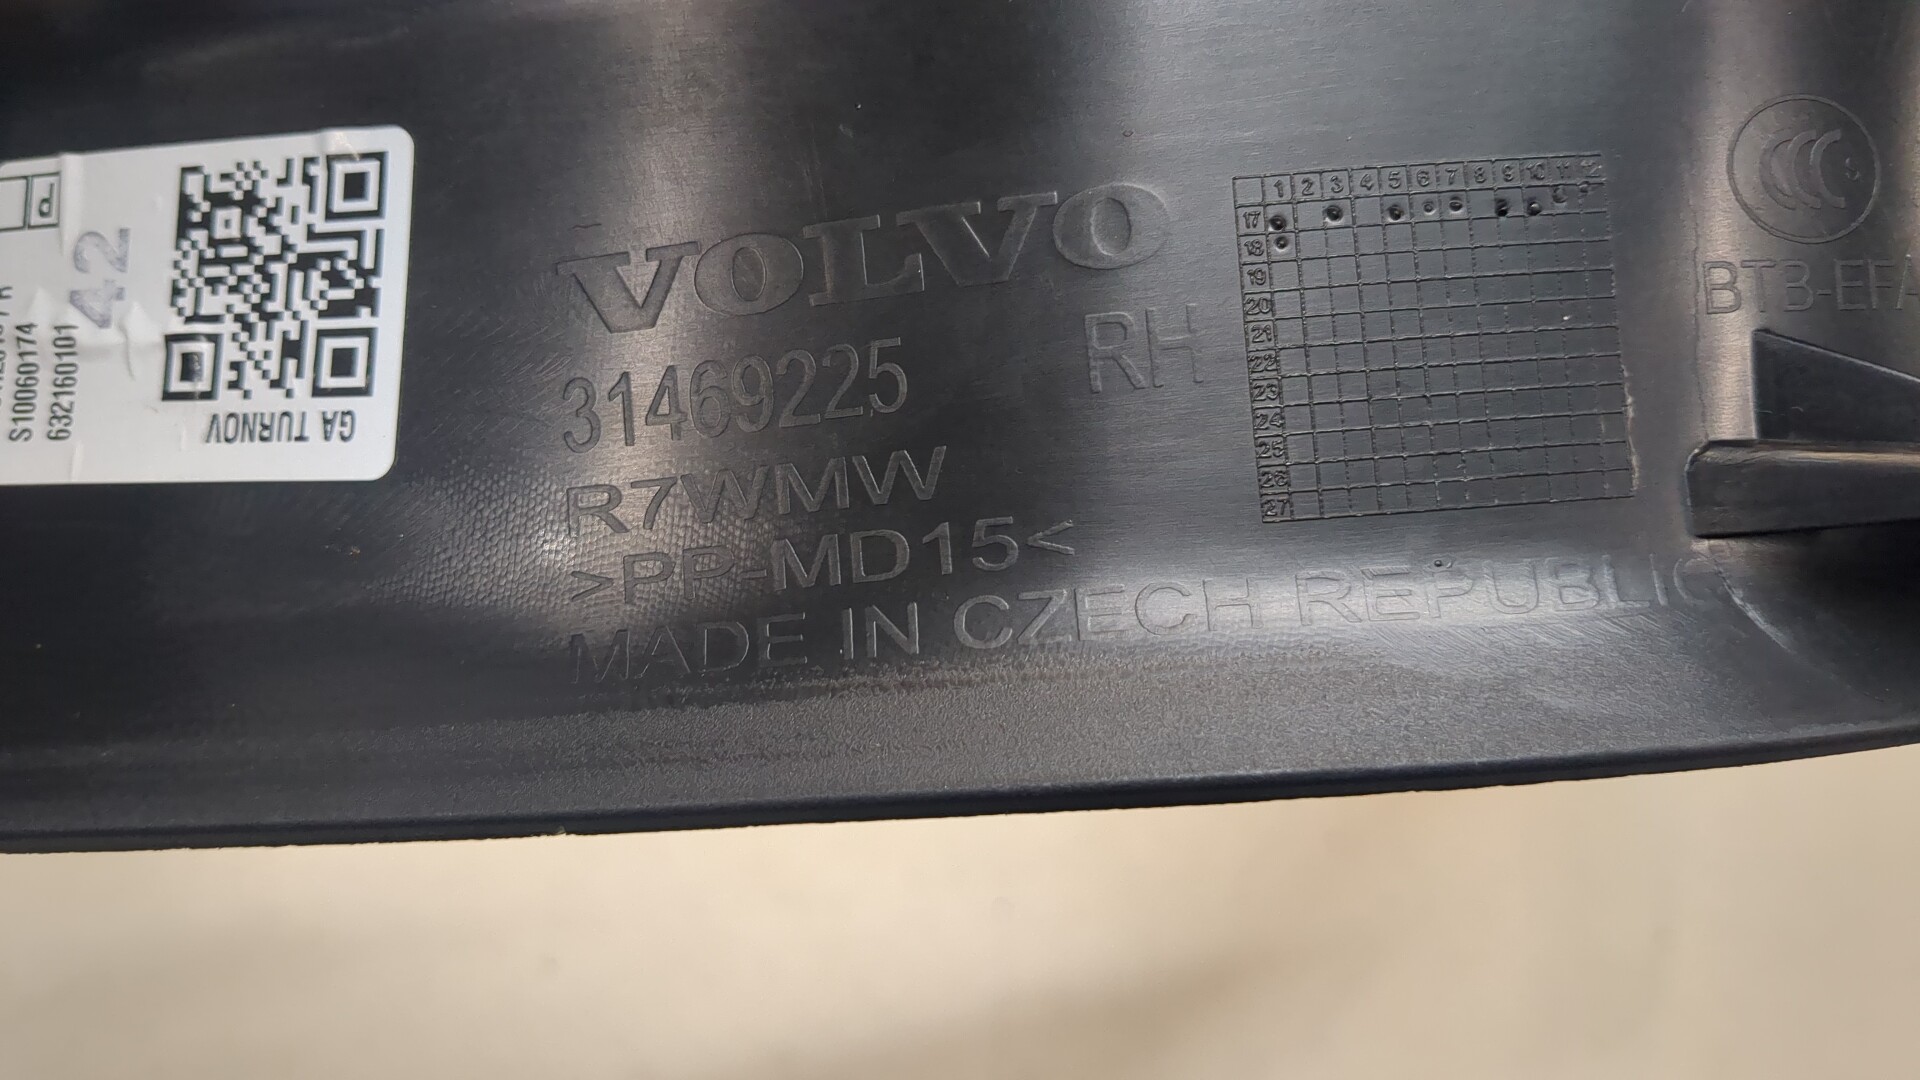 d
42
S10060174
632160101
GA TURNOV
VOLVO
31469225 RH
R7WMW
>PP-MD15<
MADE IN CZECH REPUBLIC
1 2 3 4 5 6 7 8 9 10 11 12
17
18
19
20
21
22
23
24
25
26
27
CCC S
BTB-EFA